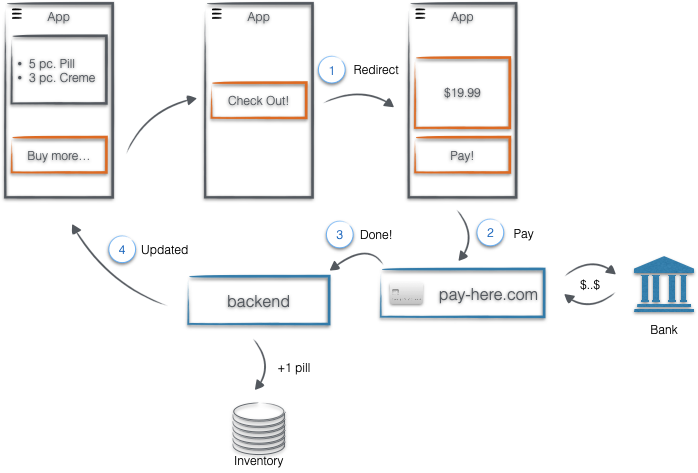 App
• 5 pc. Pill
• 3 pc. Creme
Buy more...
App
Check Out!
1 Redirect
App
$19.99
Pay!
2 Pay
3 Done!
4 Updated
backend
pay-here.com
$..$
Bank
+1 pill
Inventory